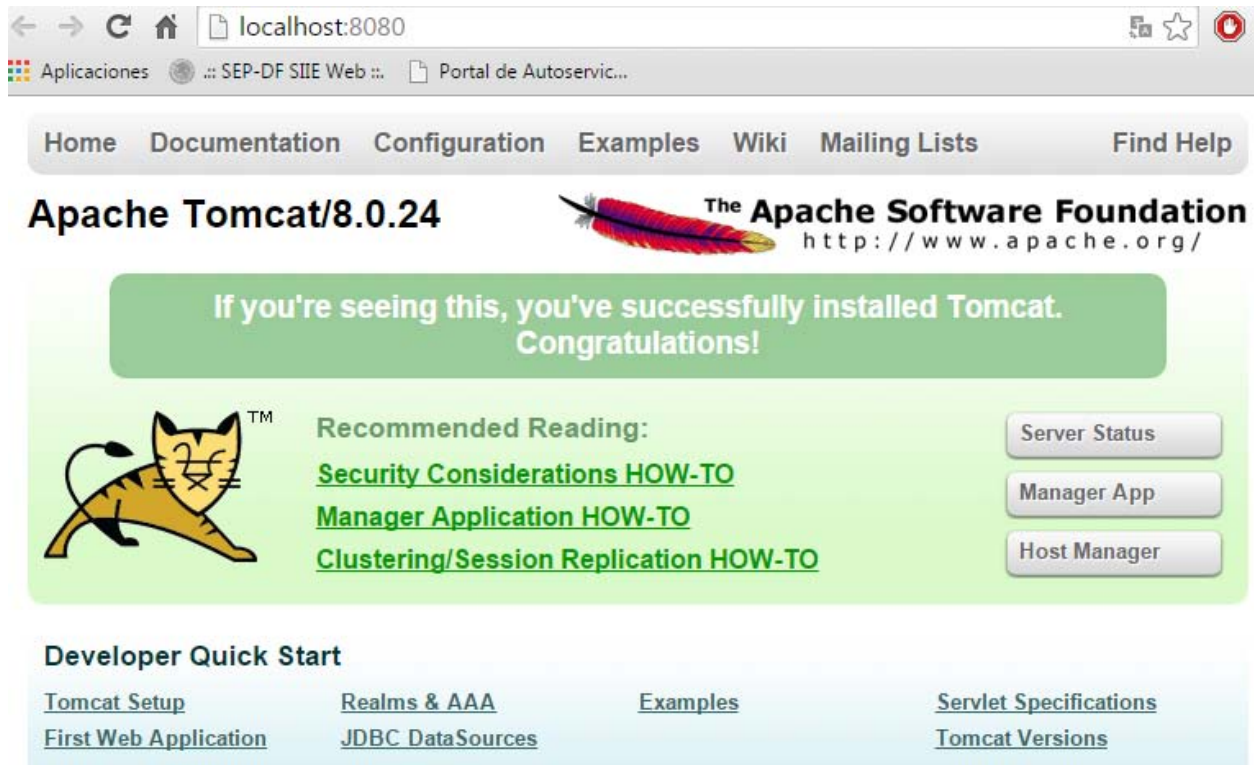 localhost:8080
Aplicaciones .:: SEP-DF SIIE Web ::. Portal de Autoservic...
Home Documentation Configuration Examples Wiki Mailing Lists Find Help
Apache Tomcat/8.0.24
The Apache Software Foundation
http://www.apache.org/
If you're seeing this, you've successfully installed Tomcat.
Congratulations!
TM
Recommended Reading:
Security Considerations HOW-TO
Manager Application HOW-TO
Clustering/Session Replication HOW-TO
Server Status
Manager App
Host Manager
Developer Quick Start
Tomcat Setup Realms & AAA Examples Servlet Specifications
First Web Application JDBC DataSources Tomcat Versions